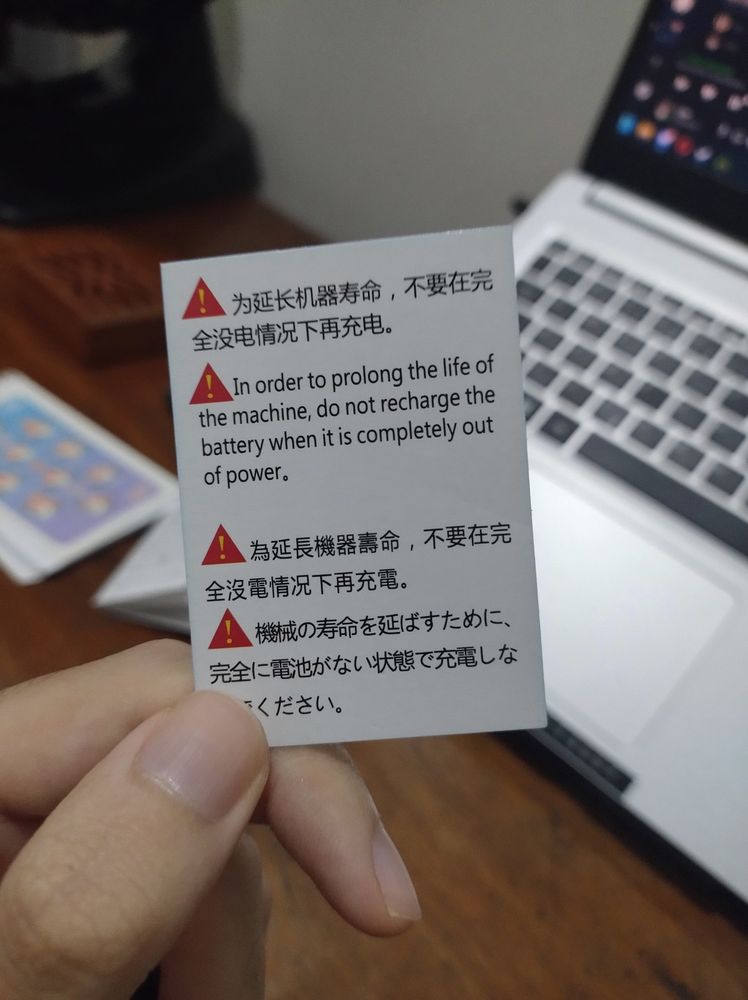 为延长机器寿命，不要在完
全没电情况下再充电。
In order to prolong the life of
the machine, do not recharge the
battery when it is completely out
of power。
為延長機器壽命，不要在完
全沒電情况下再充電。
機械の寿命を延ばすために、
完全に電池がない状態で充電しな
ください。